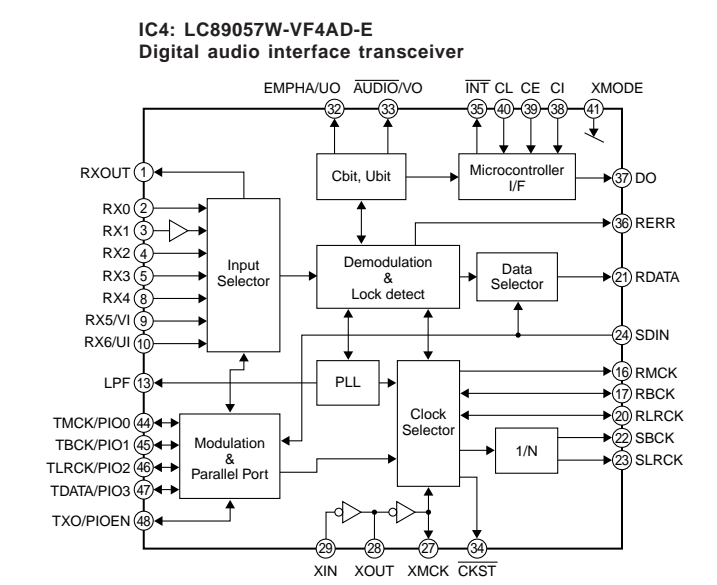 IC4: LC89057W-VF4AD-E
Digital audio interface transceiver
EMPHA/UO AUDIO/VO INT CL CE CI XMODE
32 33 35 40 39 38 41
RXOUT 1
Cbit, Ubit
Microcontroller
I/F
37 DO
RX0 2
RX1 3
RX2 4
RX3 5
RX4 8
RX5/VI 9
RX6/UI 10
Input
Selector
Demodulation
&
Lock detect
Data
Selector
36 RERR
21 RDATA
24 SDIN
LPF 13
PLL
Clock
Selector
16 RMCK
17 RBCK
20 RLRCK
22 SBCK
23 SLRCK
1/N
TMCK/PIO0 44
TBCK/PIO1 45
TLRCK/PIO2 46
TDATA/PIO3 47
TXO/PIOEN 48
Modulation
&
Parallel Port
29 28 27 34
XIN XOUT XMCK CKST